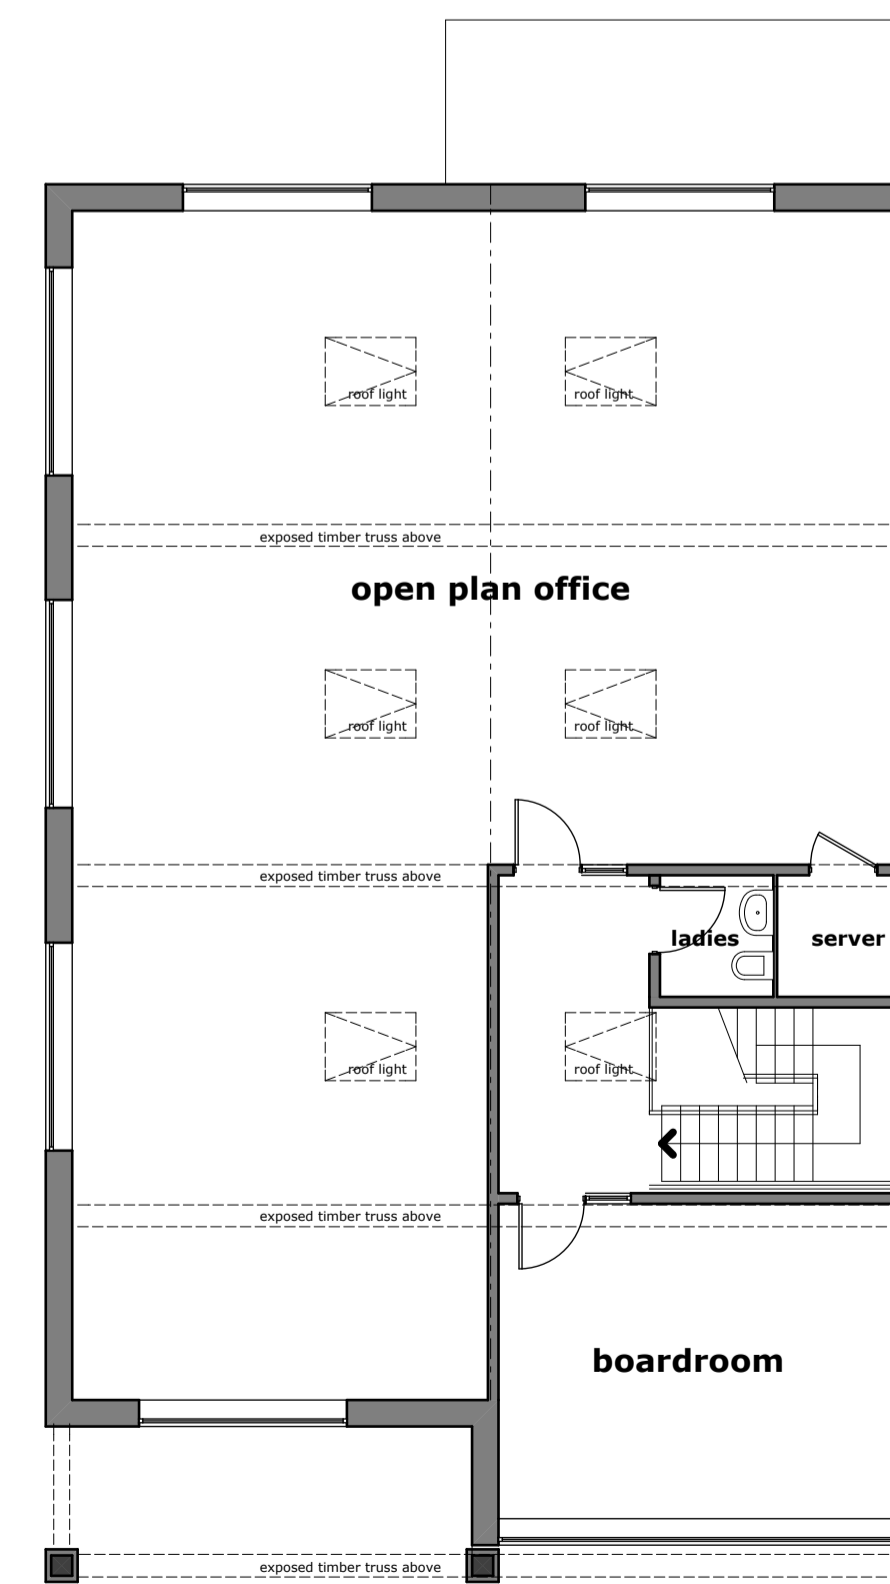 roof light
roof light
exposed timber truss above
open plan office
roof light
roof light
exposed timber truss above
ladies
server
roof light
roof light
exposed timber truss above
boardroom
exposed timber truss above